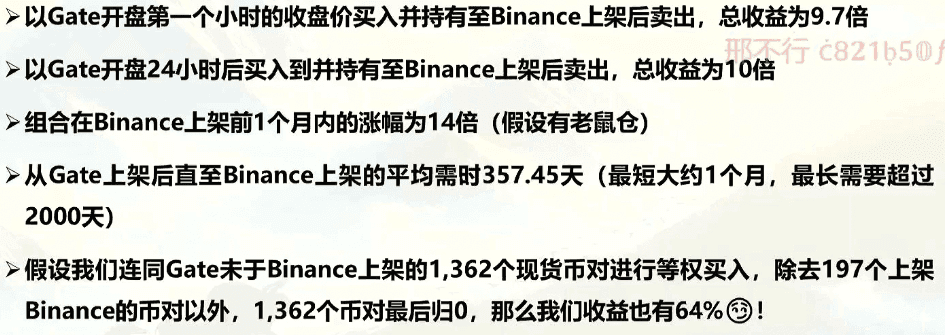 ➢以Gate开盘第一个小时的收盘价买入并持有至Binance上架后卖出，总收益为9.7倍
邢不行
➢以Gate开盘24小时后买入到并持有至Binance上架后卖出，总收益为10倍
➢组合在Binance上架前1个月内的涨幅为14倍（假设有老鼠仓）
➢从Gate上架后直至Binance上架的平均需时357.45天（最短大约1个月，最长需要超过
2000天）
➢假设我们连同Gate未于Binance上架的1,362个现货币对进行等权买入，除去197个上架
Binance的币对以外，1,362个币对最后归0，那么我们收益也有64%😏！